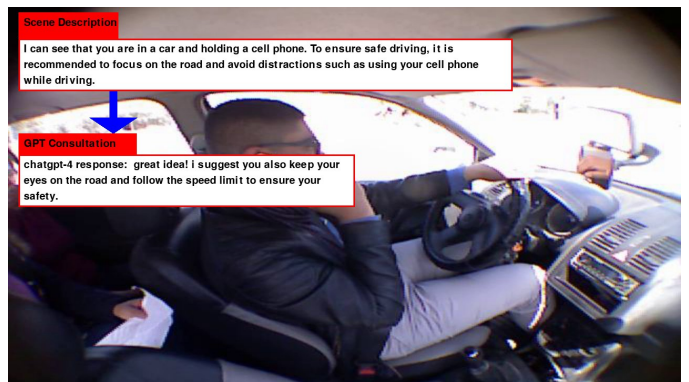 Scene Description
I can see that you are in a car and holding a cell phone. To ensure safe driving, it is
recommended to focus on the road and avoid distractions such as using your cell phone
while driving.
GPT Consultation
chatgpt-4 response: great idea! i suggest you also keep your
eyes on the road and follow the speed limit to ensure your
safety.